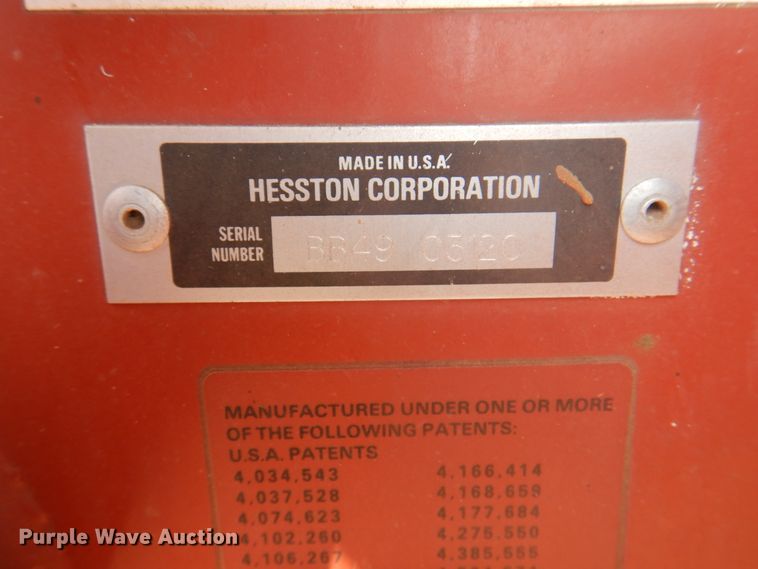 MADE IN U.S.A.
HESSTON CORPORATION
SERIAL
NUMBER
BB49 05120
MANUFACTURED UNDER ONE OR MORE
OF THE FOLLOWING PATENTS:
U.S.A. PATENTS
4,034,543 4,166,414
4,037,528 4,168,659
4,074,623 4,177,684
4,102,260 4,275,550
4,106,267 4,385,555
Purple Wave Auction